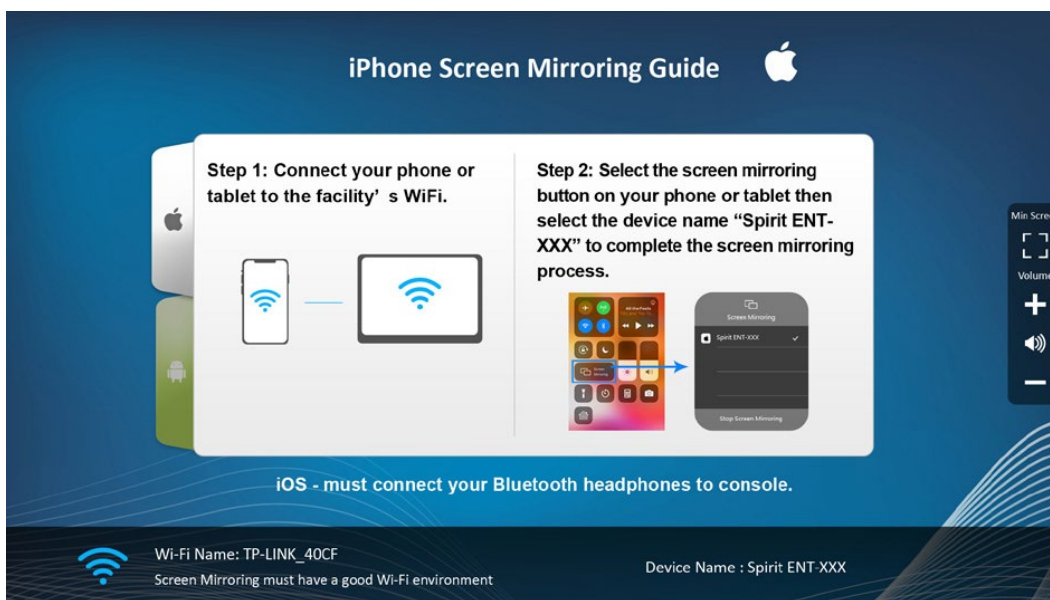 iPhone Screen Mirroring Guide
Step 1: Connect your phone or
tablet to the facility’ s WiFi.
Step 2: Select the screen mirroring
button on your phone or tablet then
select the device name “Spirit ENT-
XXX” to complete the screen mirroring
process.
Screen
Mirroring
Screen Mirroring
Spirit ENT-XXX
Stop Screen Mirroring
Min Scree
Volume
iOS - must connect your Bluetooth headphones to console.
Wi-Fi Name: TP-LINK_40CF
Screen Mirroring must have a good Wi-Fi environment
Device Name : Spirit ENT-XXX